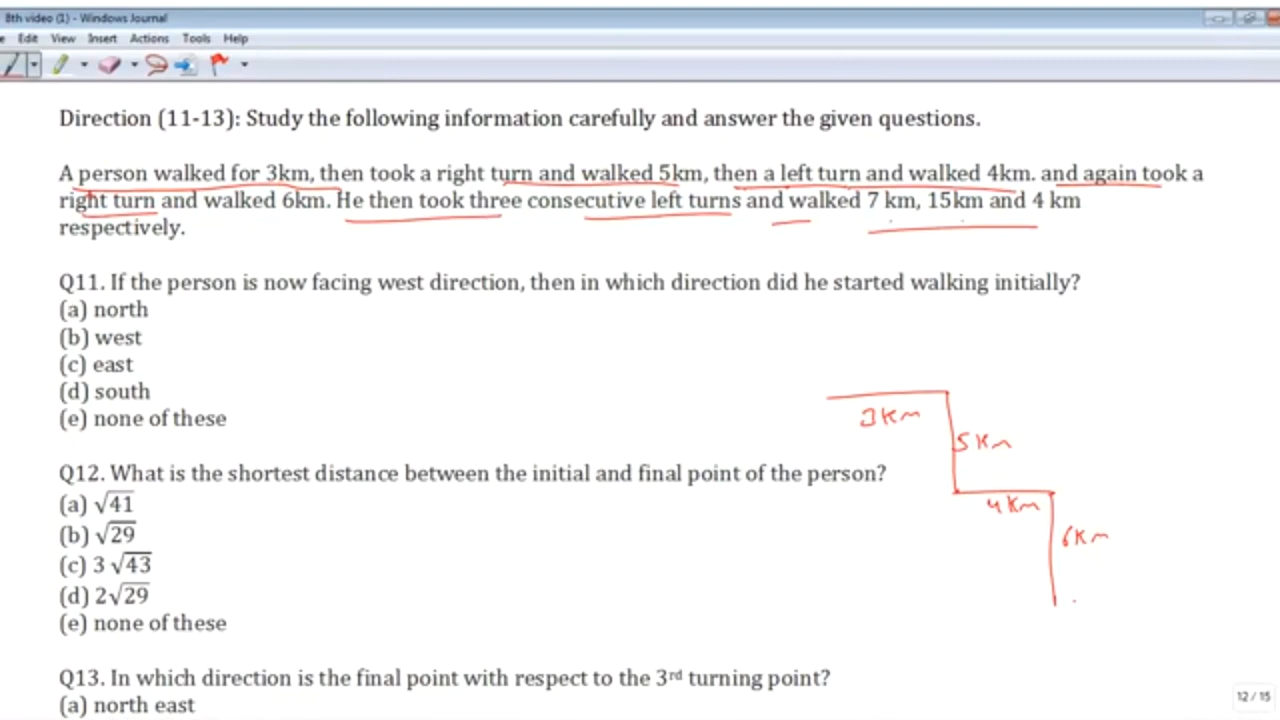 8th video (1) - Windows Journal
e Edit View Insert Actions Tools Help
Direction (11-13): Study the following information carefully and answer the given questions.
A person walked for 3km, then took a right turn and walked 5km, then a left turn and walked 4km. and again took a
right turn and walked 6km. He then took three consecutive left turns and walked 7 km, 15km and 4 km
respectively.
Q11. If the person is now facing west direction, then in which direction did he started walking initially?
(a) north
(b) west
(c) east
(d) south
(e) none of these
3km
5km
Q12. What is the shortest distance between the initial and final point of the person?
(a) √41
4km
(b) √29
6km
(c) 3 √43
(d) 2√29
(e) none of these
Q13. In which direction is the final point with respect to the 3rd turning point?
(a) north east
12 / 15